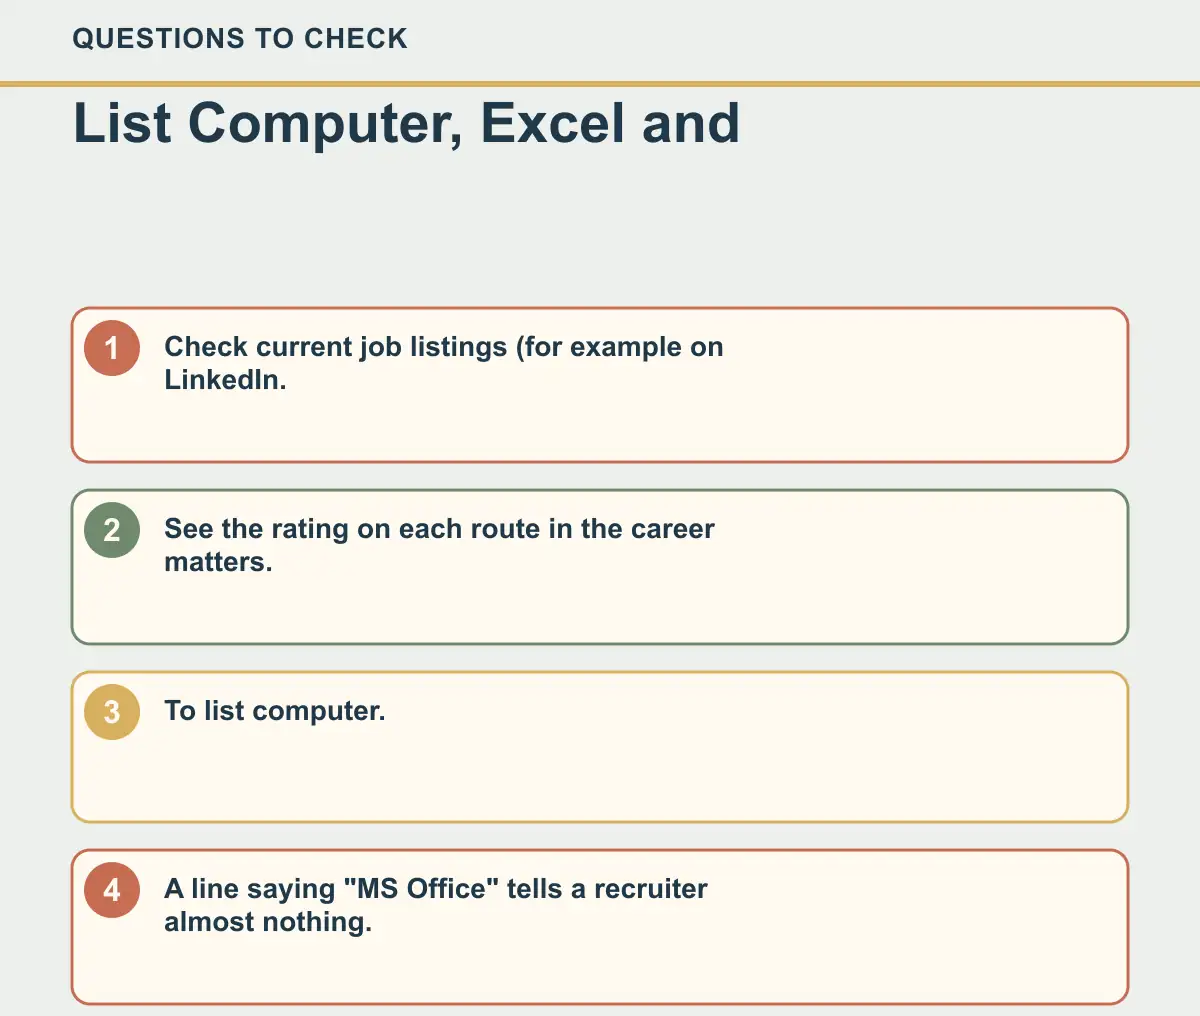 QUESTIONS TO CHECK
List Computer, Excel and
1
Check current job listings (for example on
LinkedIn.
2
See the rating on each route in the career
matters.
3
To list computer.
4
A line saying "MS Office" tells a recruiter
almost nothing.